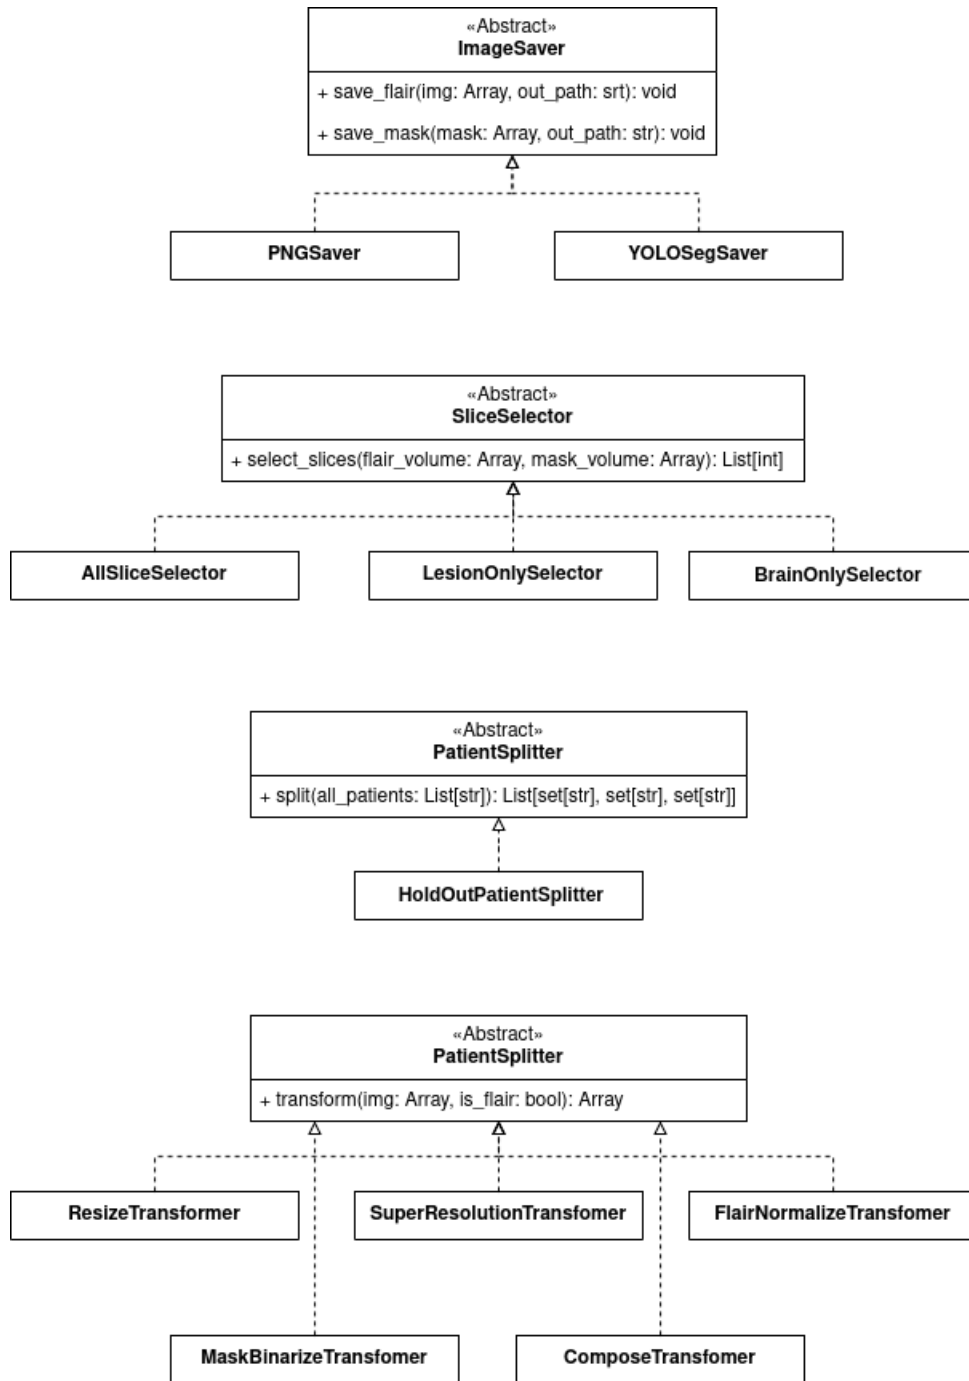 «Abstract»
ImageSaver
+ save_flair(img: Array, out_path: srt): void
+ save_mask(mask: Array, out_path: str): void
PNGSaver
YOLOSegSaver
«Abstract»
SliceSelector
+ select_slices(flair_volume: Array, mask_volume: Array): List[int]
AllSliceSelector
LesionOnlySelector
BrainOnlySelector
«Abstract»
PatientSplitter
+ split(all_patients: List[str]): List[set[str], set[str], set[str]]
HoldOutPatientSplitter
«Abstract»
PatientSplitter
+ transform(img: Array, is_flair: bool): Array
ResizeTransformer
SuperResolutionTransfomer
FlairNormalizeTransfomer
MaskBinarizeTransfomer
ComposeTransfomer